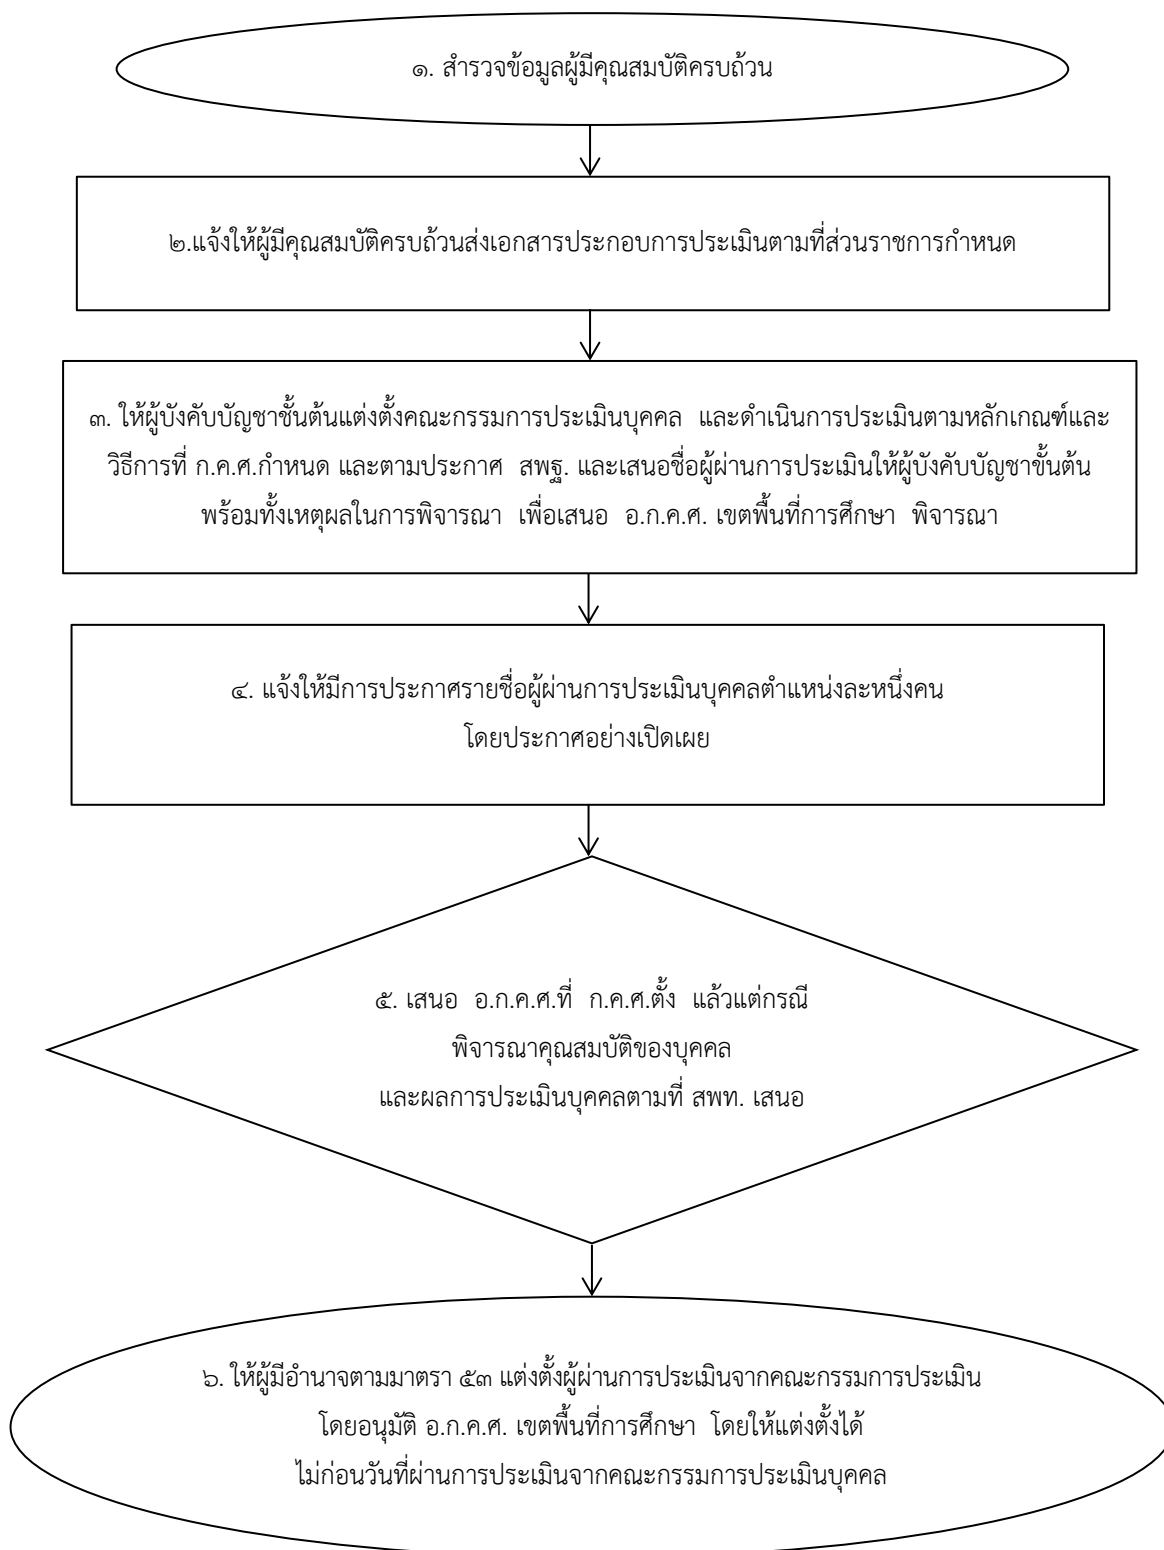 ๑. สำรวจข้อมูลผู้มีคุณสมบัติครบถ้วน
๒.แจ้งให้ผู้มีคุณสมบัติครบถ้วนส่งเอกสารประกอบการประเมินตามที่ส่วนราชการกำหนด
๓. ให้ผู้บังคับบัญชาชั้นต้นแต่งตั้งคณะกรรมการประเมินบุคคล และดำเนินการประเมินตามหลักเกณฑ์และ
วิธีการที่ ก.ค.ศ.กำหนด และตามประกาศ สพฐ. และเสนอชื่อผู้ผ่านการประเมินให้ผู้บังคับบัญชาขั้นต้น
พร้อมทั้งเหตุผลในการพิจารณา เพื่อเสนอ อ.ก.ค.ศ. เขตพื้นที่การศึกษา พิจารณา
๔. แจ้งให้มีการประกาศรายชื่อผู้ผ่านการประเมินบุคคลตำแหน่งละหนึ่งคน
โดยประกาศอย่างเปิดเผย
๕. เสนอ อ.ก.ค.ศ.ที่ ก.ค.ศ.ตั้ง แล้วแต่กรณี
พิจารณาคุณสมบัติของบุคคล
และผลการประเมินบุคคลตามที่ สพท. เสนอ
๖. ให้ผู้มีอำนาจตามมาตรา ๕๓ แต่งตั้งผู้ผ่านการประเมินจากคณะกรรมการประเมิน
โดยอนุมัติ อ.ก.ค.ศ. เขตพื้นที่การศึกษา โดยให้แต่งตั้งได้
ไม่ก่อนวันที่ผ่านการประเมินจากคณะกรรมการประเมินบุคคล